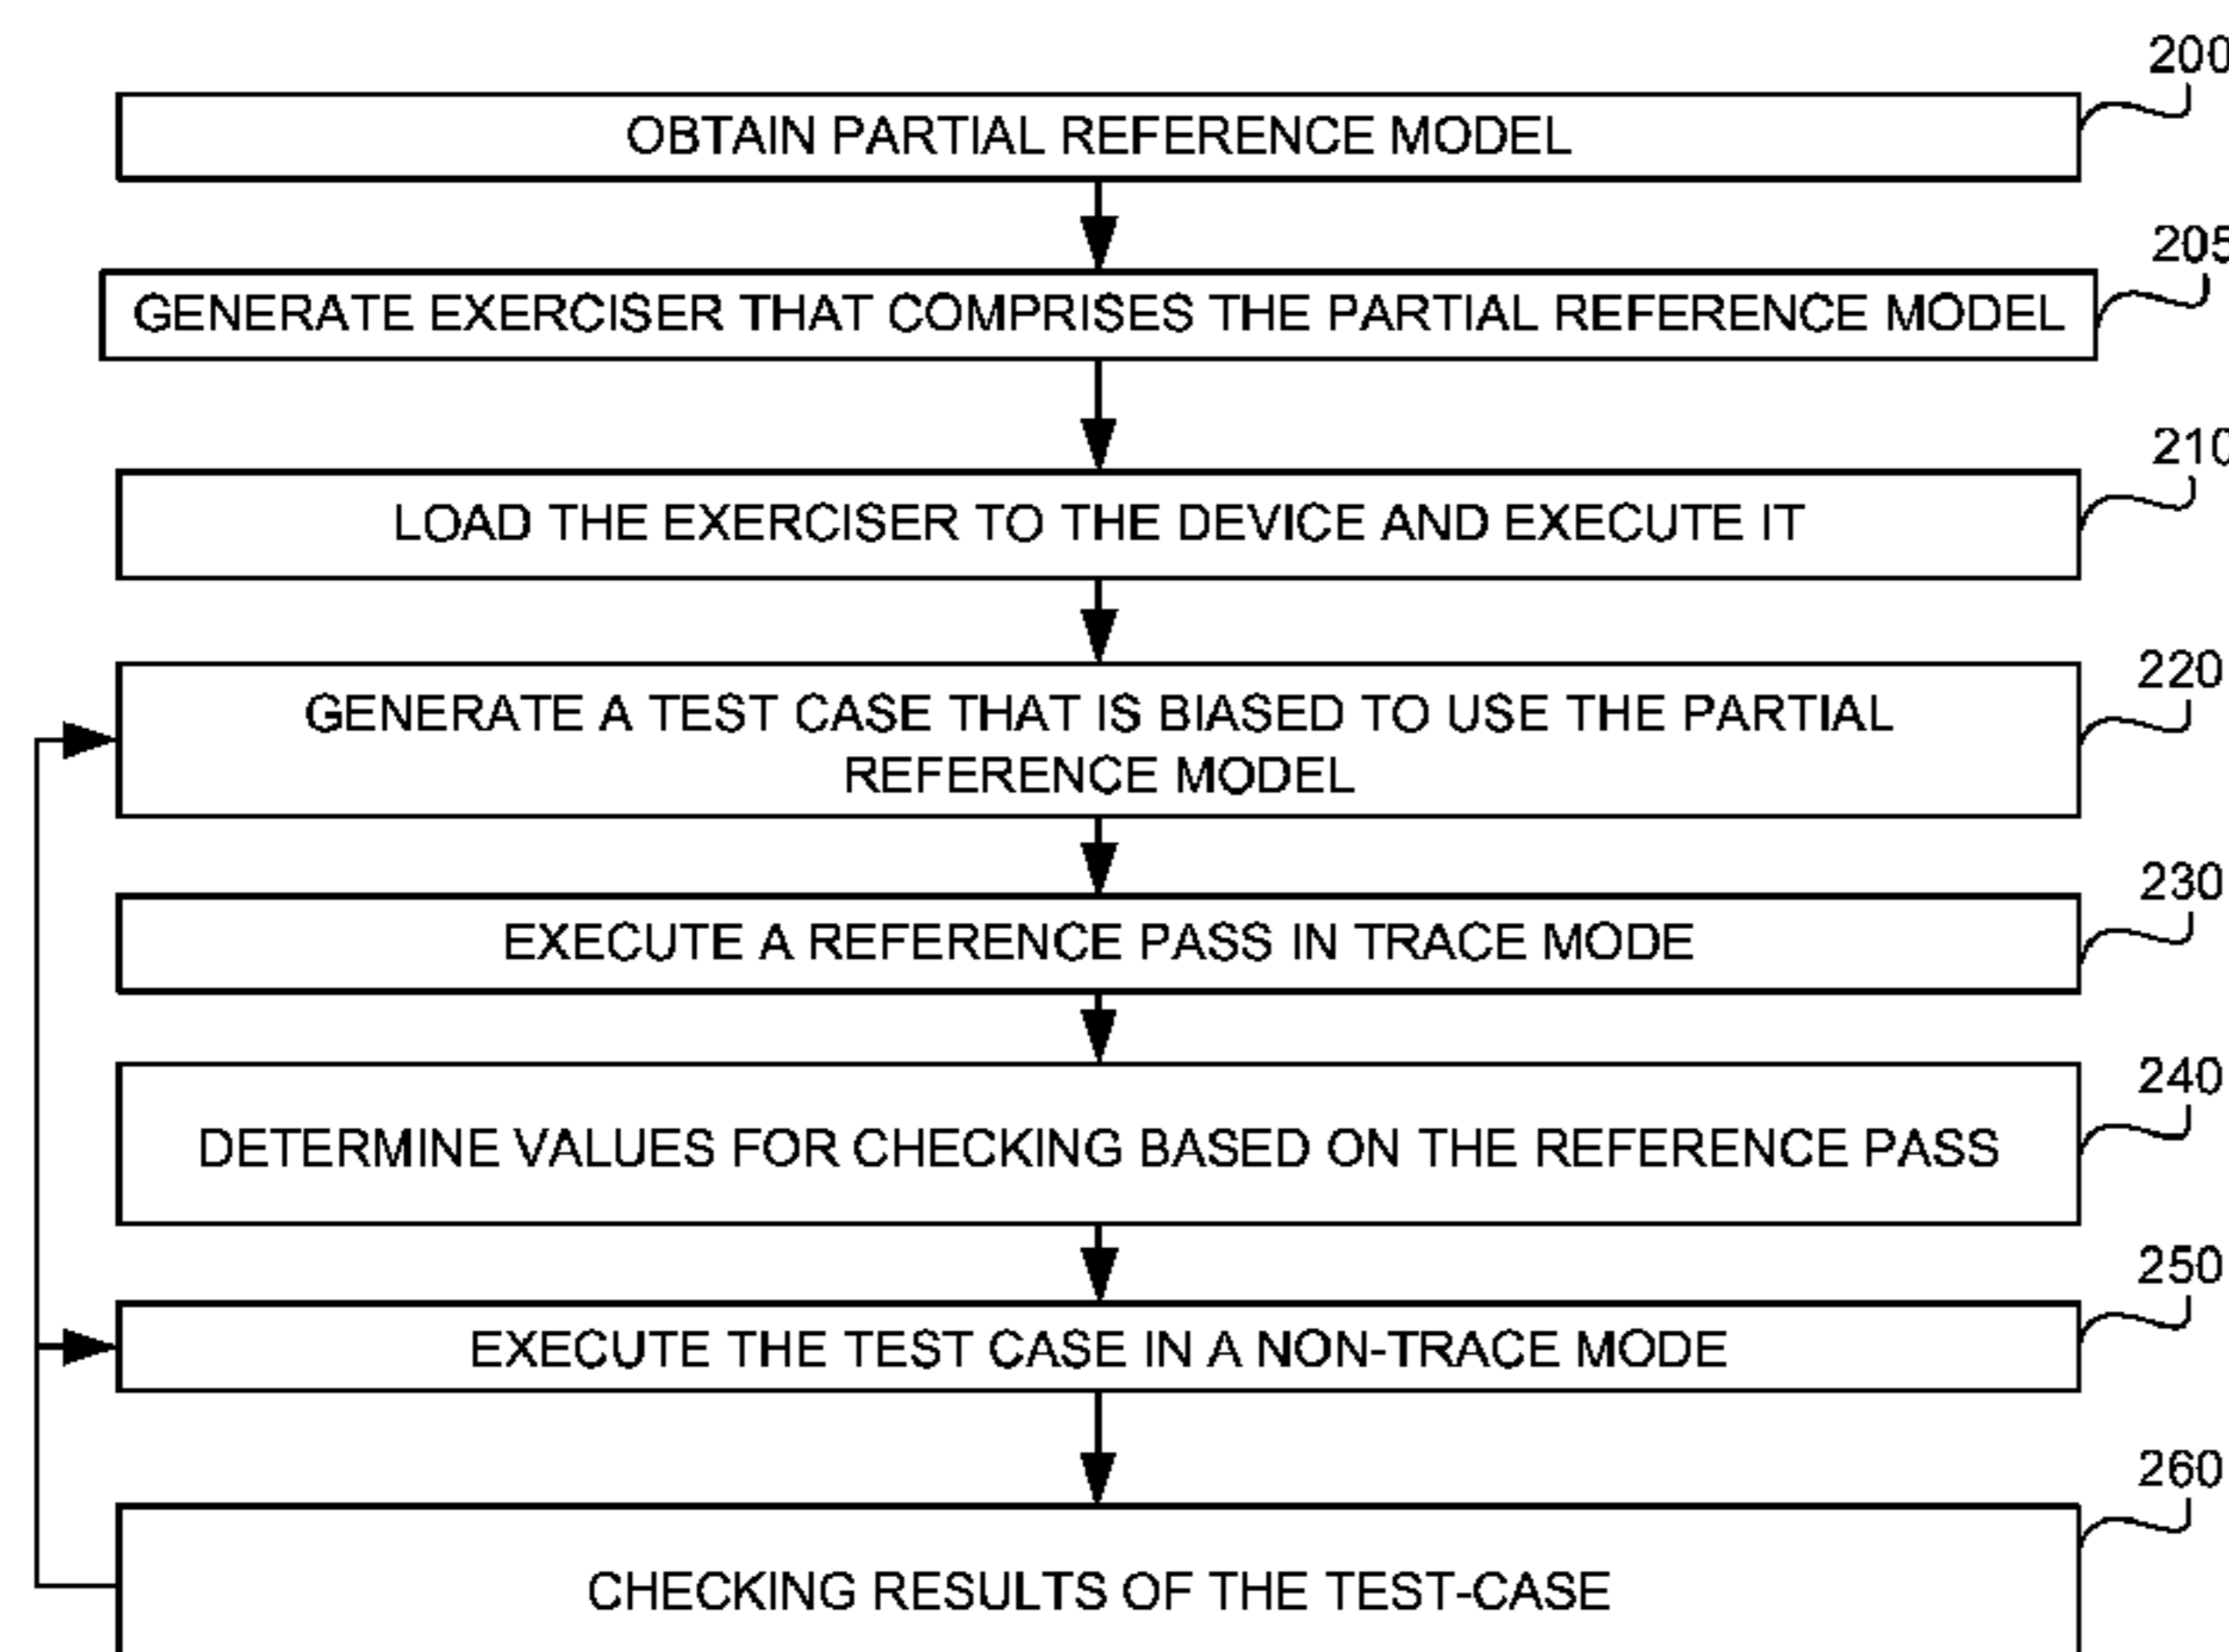 200
OBTAIN PARTIAL REFERENCE MODEL
205
GENERATE EXERCISER THAT COMPRISES THE PARTIAL REFERENCE MODEL
210
LOAD THE EXERCISER TO THE DEVICE AND EXECUTE IT
220
GENERATE A TEST CASE THAT IS BIASED TO USE THE PARTIAL
REFERENCE MODEL
230
EXECUTE A REFERENCE PASS IN TRACE MODE
240
DETERMINE VALUES FOR CHECKING BASED ON THE REFERENCE PASS
250
EXECUTE THE TEST CASE IN A NON-TRACE MODE
260
CHECKING RESULTS OF THE TEST-CASE